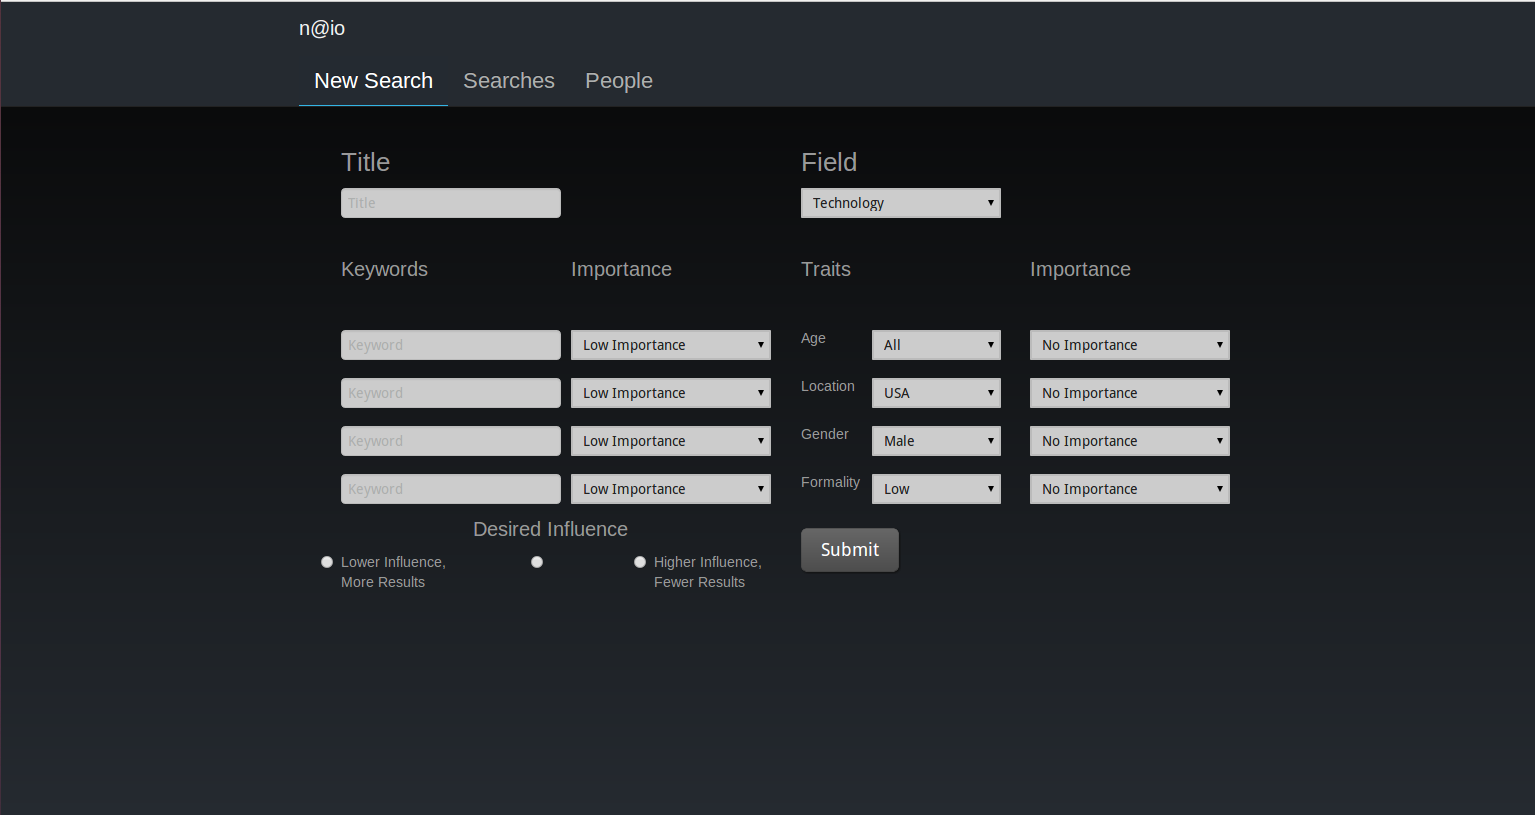 n@io
New Search Searches People
Title Field
Title Technology
Keywords Importance Traits Importance
Keyword Low Importance Age All No Importance
Keyword Low Importance Location USA No Importance
Keyword Low Importance Gender Male No Importance
Keyword Low Importance Formality Low No Importance
Desired Influence
Submit
Lower Influence, Higher Influence,
More Results Fewer Results